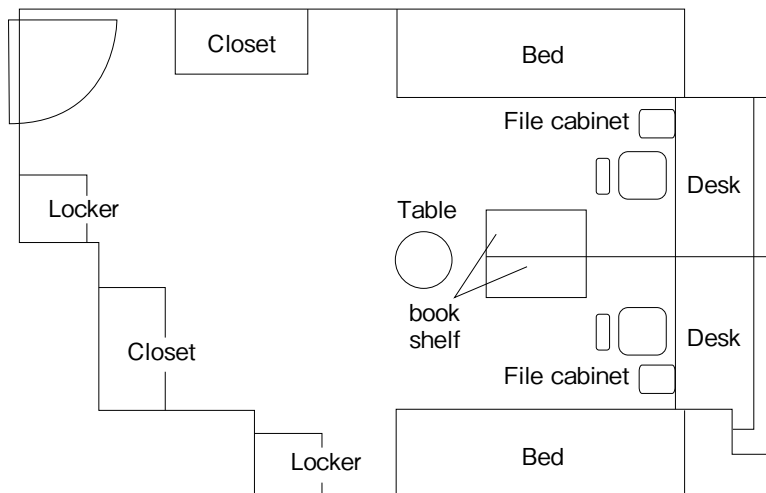 Closet
Bed
File cabinet
Desk
Locker
Table
book
shelf
Closet
Desk
File cabinet
Locker
Bed